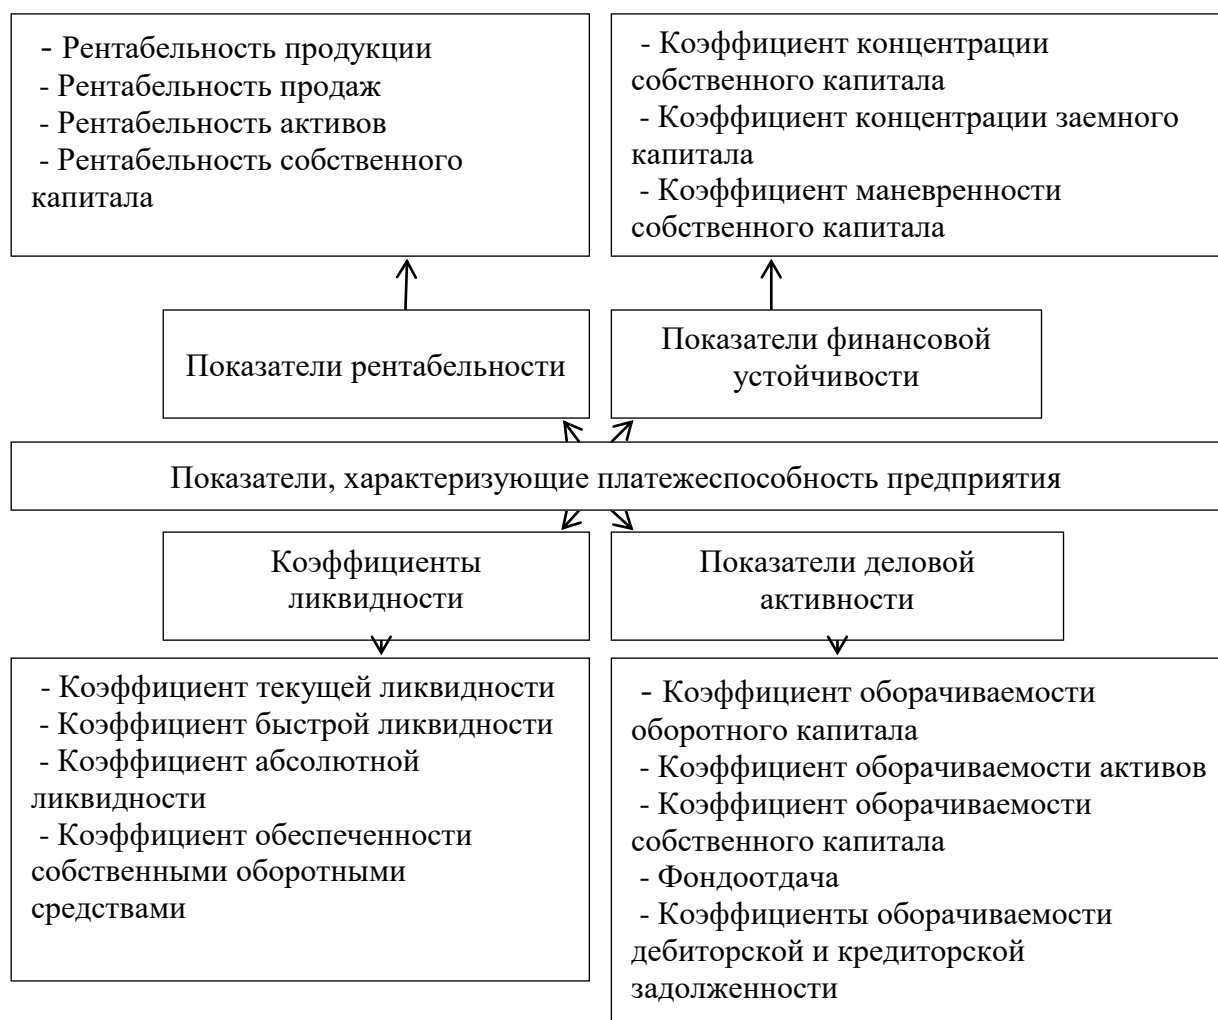 - Рентабельность продукции
- Рентабельность продаж
- Рентабельность активов
- Рентабельность собственного
капитала
- Коэффициент концентрации
собственного капитала
- Коэффициент концентрации заемного
капитала
- Коэффициент маневренности
собственного капитала
Показатели рентабельности
Показатели финансовой
устойчивости
Показатели, характеризующие платежеспособность предприятия
Коэффициенты
ликвидности
Показатели деловой
активности
- Коэффициент текущей ликвидности
- Коэффициент быстрой ликвидности
- Коэффициент абсолютной
ликвидности
- Коэффициент обеспеченности
собственными оборотными
средствами
- Коэффициент оборачиваемости
оборотного капитала
- Коэффициент оборачиваемости активов
- Коэффициент оборачиваемости
собственного капитала
- Фондоотдача
- Коэффициенты оборачиваемости
дебиторской и кредиторской
задолженности